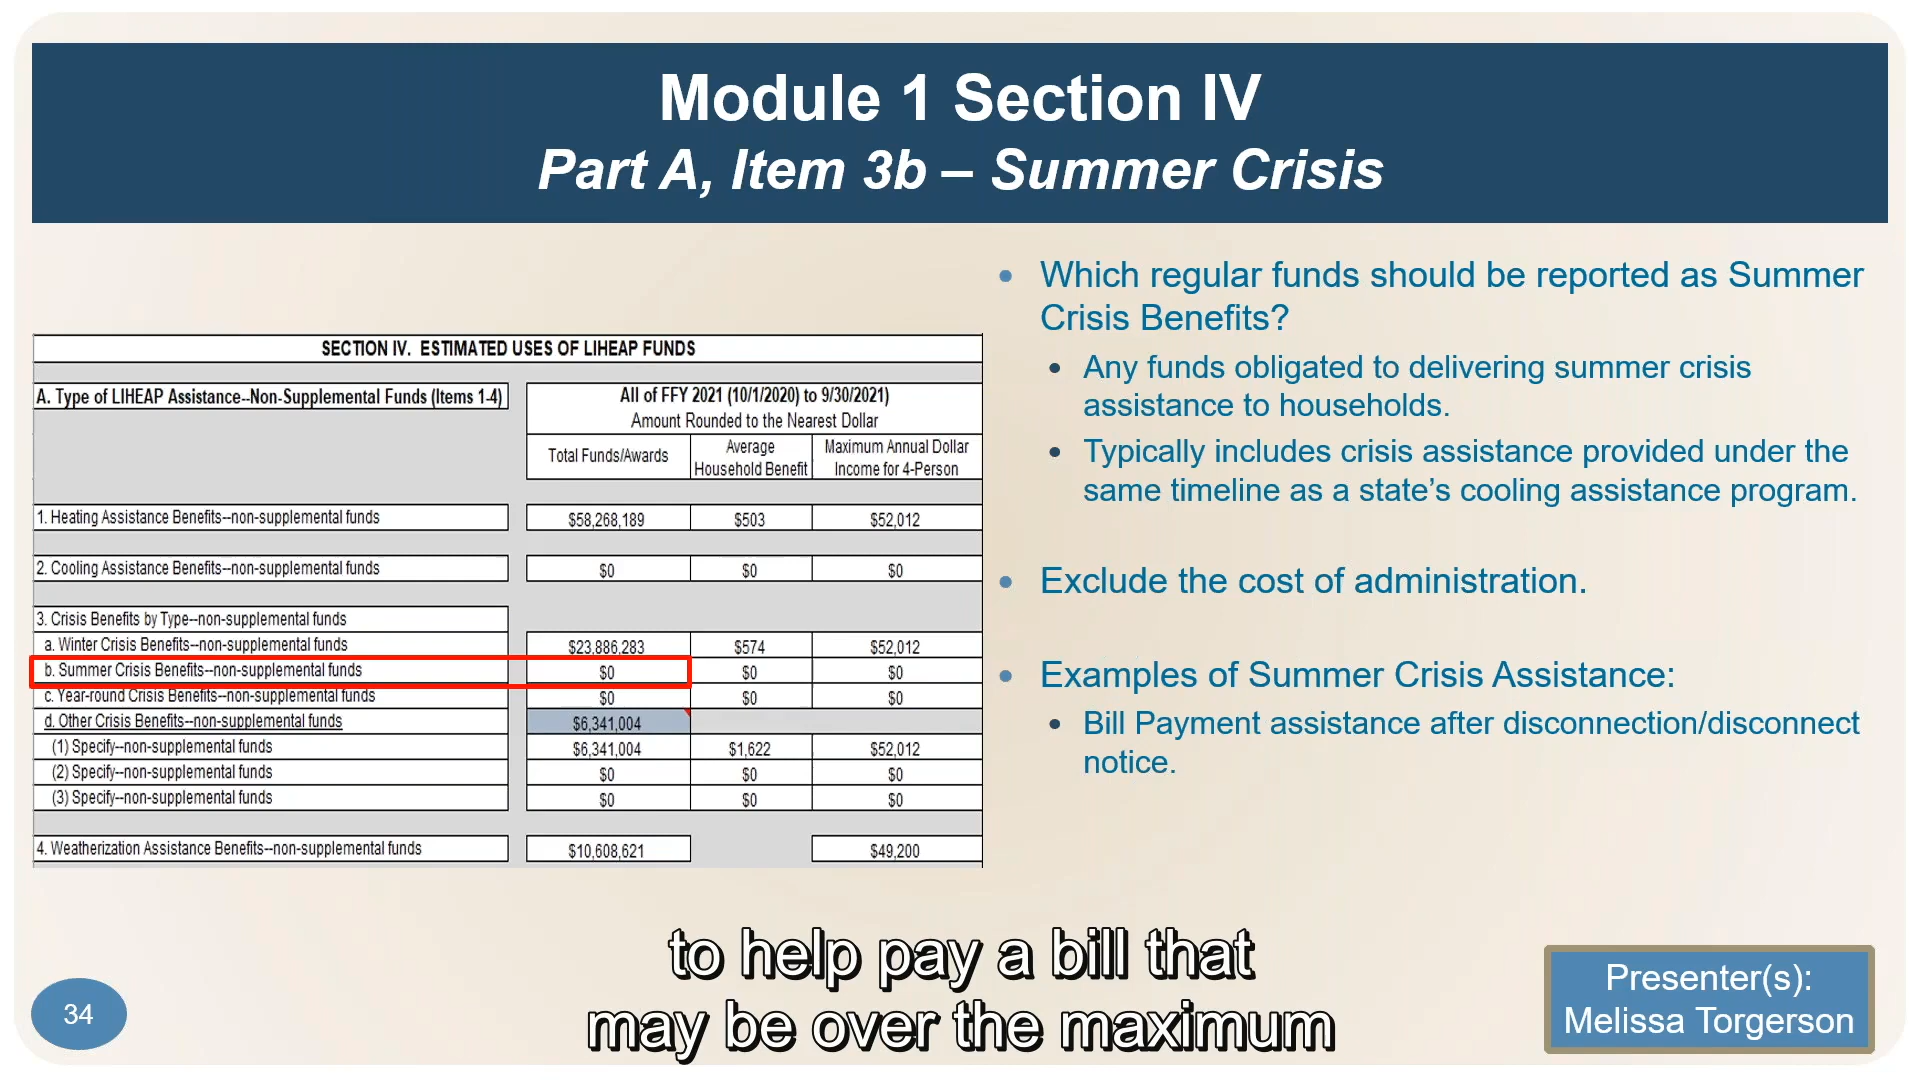 Module 1 Section IV
Part A, Item 3b – Summer Crisis
SECTION IV. ESTIMATED USES OF LIHEAP FUNDS
A. Type of LIHEAP Assistance--Non-Supplemental Funds (Items 1-4)
All of FFY 2021 (10/1/2020) to 9/30/2021)
Amount Rounded to the Nearest Dollar
Total Funds/Awards
Average
Household Benefit
Maximum Annual Dollar
Income for 4-Person
1. Heating Assistance Benefits--non-supplemental funds $58,268,189 $503 $52,012
2. Cooling Assistance Benefits--non-supplemental funds $0 $0 $0
3. Crisis Benefits by Type--non-supplemental funds
a. Winter Crisis Benefits--non-supplemental funds $23,886,283 $574 $52,012
b. Summer Crisis Benefits--non-supplemental funds $0 $0 $0
c. Year-round Crisis Benefits--non-supplemental funds $0 $0 $0
d. Other Crisis Benefits--non-supplemental funds $6,341,004
(1) Specify--non-supplemental funds $6,341,004 $1,622 $52,012
(2) Specify--non-supplemental funds $0 $0 $0
(3) Specify--non-supplemental funds $0 $0 $0
4. Weatherization Assistance Benefits--non-supplemental funds $10,608,621 $49,200
• Which regular funds should be reported as Summer
Crisis Benefits?
• Any funds obligated to delivering summer crisis
assistance to households.
• Typically includes crisis assistance provided under the
same timeline as a state’s cooling assistance program.
• Exclude the cost of administration.
• Examples of Summer Crisis Assistance:
• Bill Payment assistance after disconnection/disconnect
notice.
to help pay a bill that
may be over the maximum
34
Presenter(s):
Melissa Torgerson